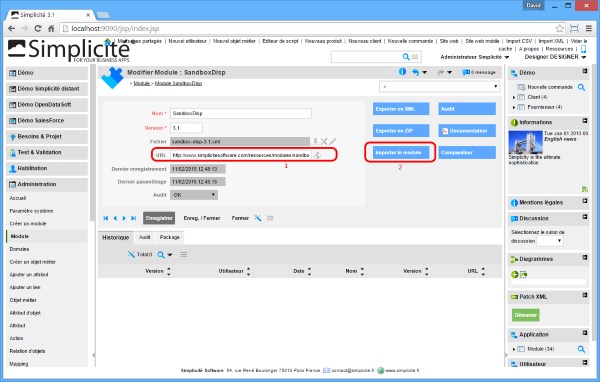 David
Simplicité 3.1
localhost:9090/jsp/index.jsp
Simplicité
FOR YOUR BUSINESS APPS
Messages partagés | Nouvel utilisateur | Nouvel objet métier | Editeur de script | Nouveau produit | Nouveau client | Nouvelle commande | Site web | Site web mobile | Import CSV | Import XML | Vider le cache | A propos | Ressources |
Administrateur Simplicité
Designer DESIGNER
Démo
Démo Simplicité distant
Démo OpenDataSoft
Démo SalesForce
Besoins & Projet
Test & Validation
Habilitation
Administration
Accueil
Paramètre système
Créer un module
Module
Domaine
Créer un objet métier
Ajouter un attribut
Ajouter un lien
Objet métier
Attribut d'objet
Attribut
Action
Relation d'objets
Mapping
Modifier Module : SandboxDisp
Module
0 message
> Module > SandboxDisp
Nom * SandboxDisp
Version * 3.1
Fichier sandbox-disp-3.1.xml
URL http://www.simplicitesoftware.com/resources/modules/sandbo
1
Dernier enregistrement 11/02/2015 12:48:13
Dernier paramétrage 11/02/2015 12:45:15
Audit OK
Exporter en XML
Audit
Exporter en ZIP
Documentation
Importer le module
Comparateur
2
Enregistrer
Enreg. / Fermer
Fermer
Historique
Audit
Package
Total:0
Version
Utilisateur
Date
Nom
Version
URL
Démo
Nouvelle commande
Client (4)
Fournisseur (4)
Informations
Tue Jan 01 2013 00
English news
Simplicity is the ultimate sophistication
Mentions légales
Discussion
Sélectionnez le salon de discussion
Diagrammes
Patch XML
Démarrer
Application
Module (34)
Utilisateur
Simplicité Software 54, rue René Boulanger 75010 Paris France contact@simplicite.fr www.simplicite.fr